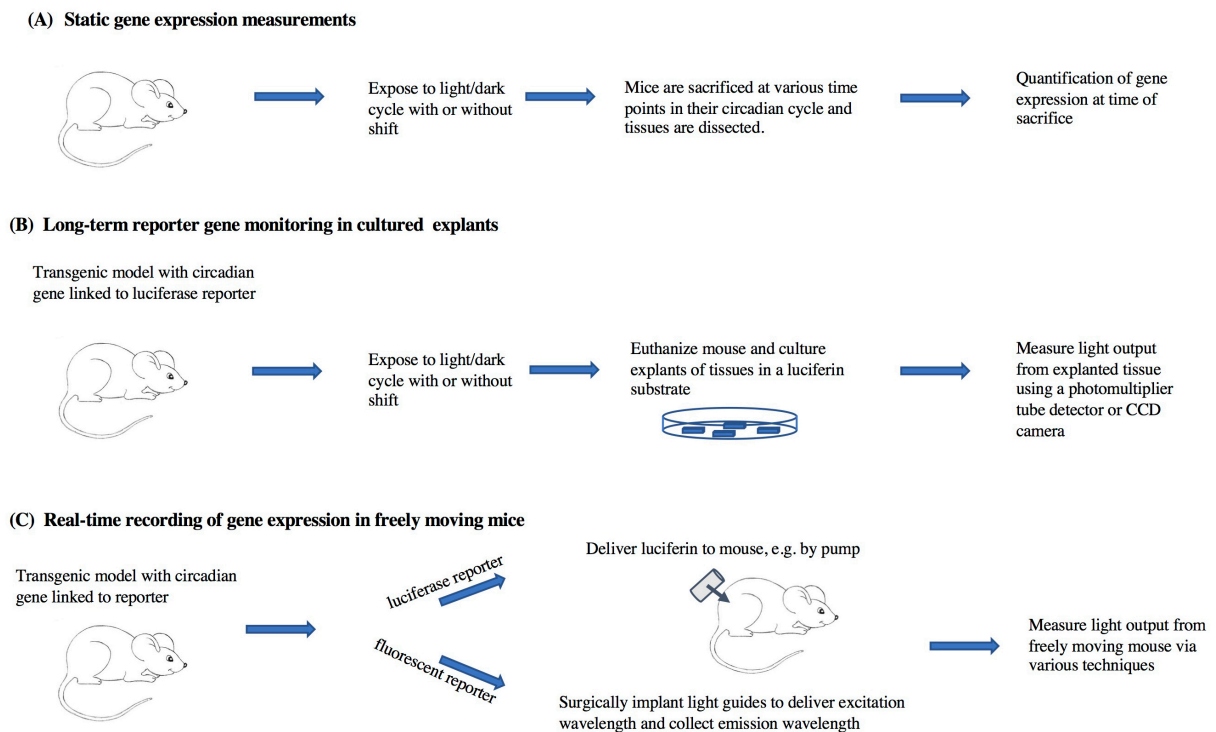 (A) Static gene expression measurements
Expose to light/dark
cycle with or without
shift
Mice are sacrificed at various time
points in their circadian cycle and
tissues are dissected.
Quantification of gene
expression at time of
sacrifice
(B) Long-term reporter gene monitoring in cultured explants
Transgenic model with circadian
gene linked to luciferase reporter
Expose to light/dark
cycle with or without
shift
Euthanize mouse and culture
explants of tissues in a luciferin
substrate
Measure light output
from explanted tissue
using a photomultiplier
tube detector or CCD
camera
(C) Real-time recording of gene expression in freely moving mice
Transgenic model with circadian
gene linked to reporter
luciferase reporter
fluorescent reporter
Deliver luciferin to mouse, e.g. by pump
Surgically implant light guides to deliver excitation
wavelength and collect emission wavelength
Measure light output from
freely moving mouse via
various techniques